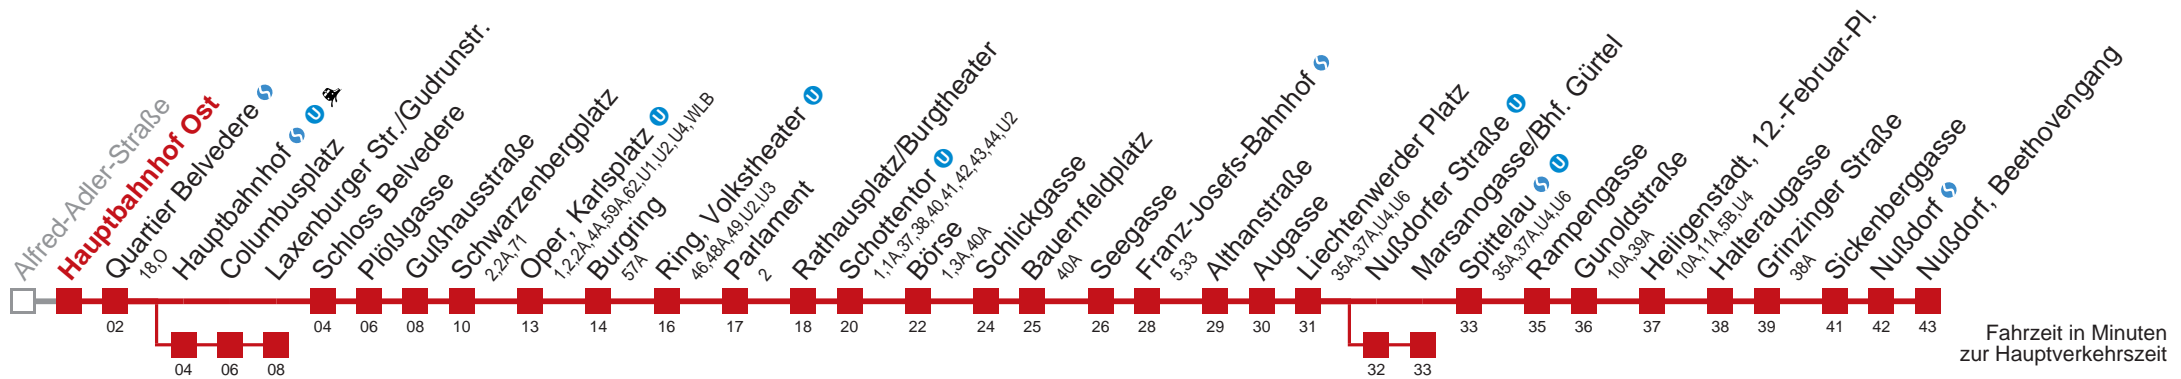 Alfred-Adler-Straße
Hauptbahnhof Ost
Quartier Belvedere S
18,O
Hauptbahnhof S U
Columbusplatz
Laxenburger Str./Gudrunstr.
Schloss Belvedere
Plößlgasse
Gußhausstraße
Schwarzenbergplatz
2,2A,71
Oper, Karlsplatz U
1,2,2A,4A,59A,62,U1,U2,U4,WLB
Burgring
57A
Ring, Volkstheater U
46,48A,49,U2,U3
Parlament
2
Rathausplatz/Burgtheater
Schottentor U
1,1A,37,38,40,41,42,43,44,U2
Börse
1,3A,40A
Schlickgasse
Bauernfeldplatz
40A
Seegasse
Franz-Josefs-Bahnhof S
5,33
Althanstraße
Augasse
Liechtenwerder Platz
35A,37A,U4,U6
Nußdorfer Straße U
Marsanogasse/Bhf. Gürtel
Spittelau S U
35A,37A,U4,U6
Rampengasse
Gunoldstraße
10A,39A
Heiligenstadt, 12.-Februar-Pl.
10A,11A,5B,U4
Halteraugasse
Grinzinger Straße
38A
Sickenberggasse
Nußdorf S
Nußdorf, Beethovengang
02 04 06 08 10 13 14 16 17 18 20 22 24 25 26 28 29 30 31 33 35 36 37 38 39 41 42 43
04 06 08 32 33
Fahrzeit in Minuten
zur Hauptverkehrszeit